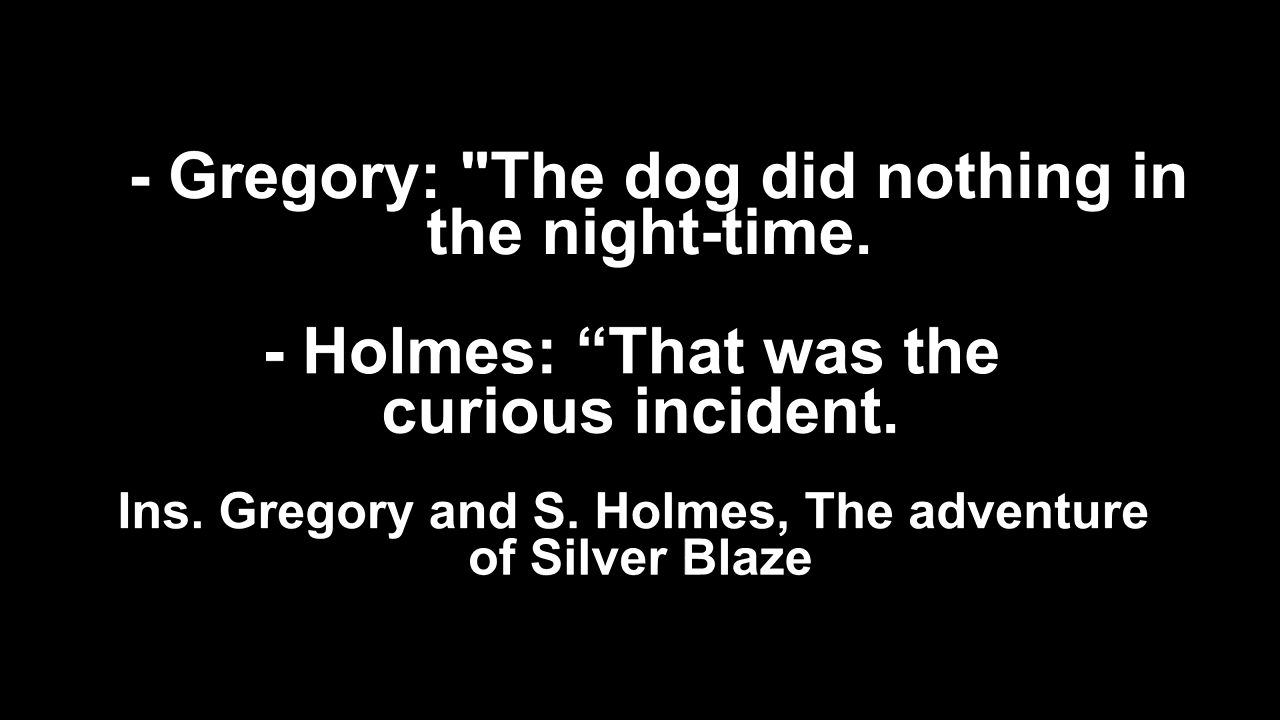 - Gregory: "The dog did nothing in
the night-time.
- Holmes: “That was the
curious incident.
Ins. Gregory and S. Holmes, The adventure
of Silver Blaze